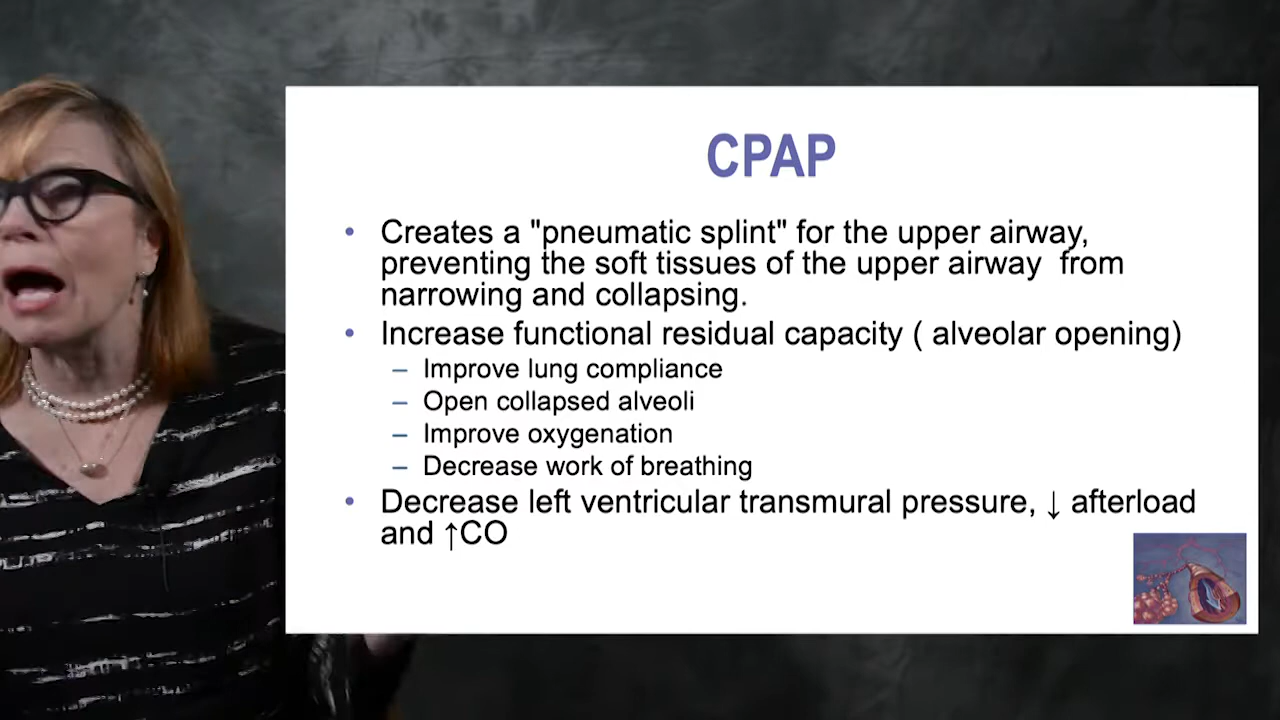 CPAP
• Creates a "pneumatic splint" for the upper airway,
preventing the soft tissues of the upper airway  from
narrowing and collapsing.
• Increase functional residual capacity ( alveolar opening)
– Improve lung compliance
– Open collapsed alveoli
– Improve oxygenation
– Decrease work of breathing
• Decrease left ventricular transmural pressure, ↓ afterload
and ↑CO